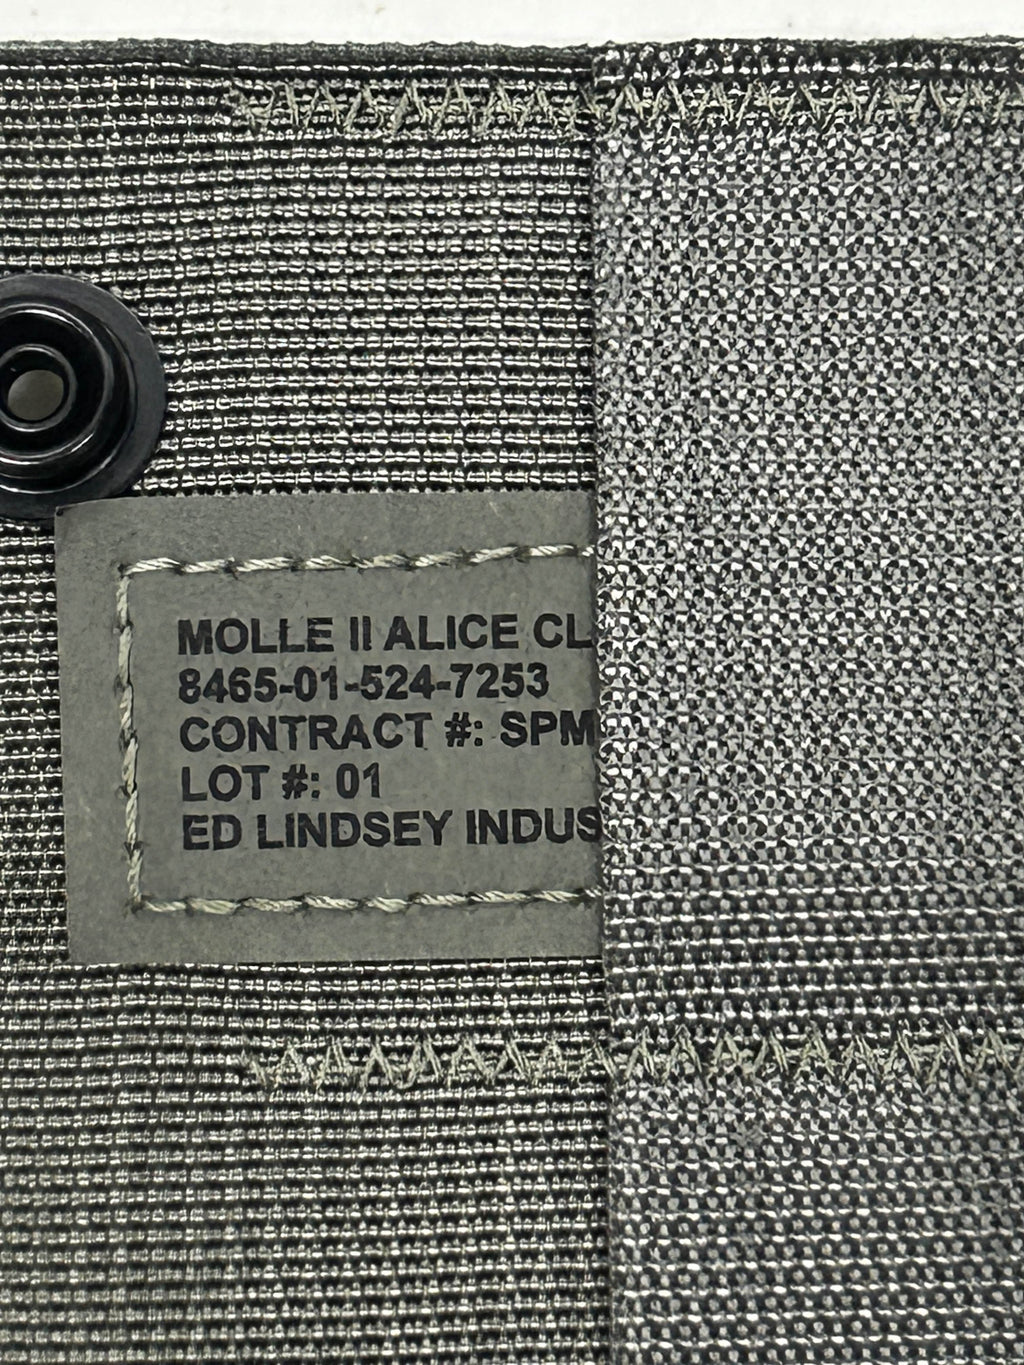 MOLLE II ALICE CL
8465-01-524-7253
CONTRACT #: SPM
LOT #: 01
ED LINDSEY INDUS